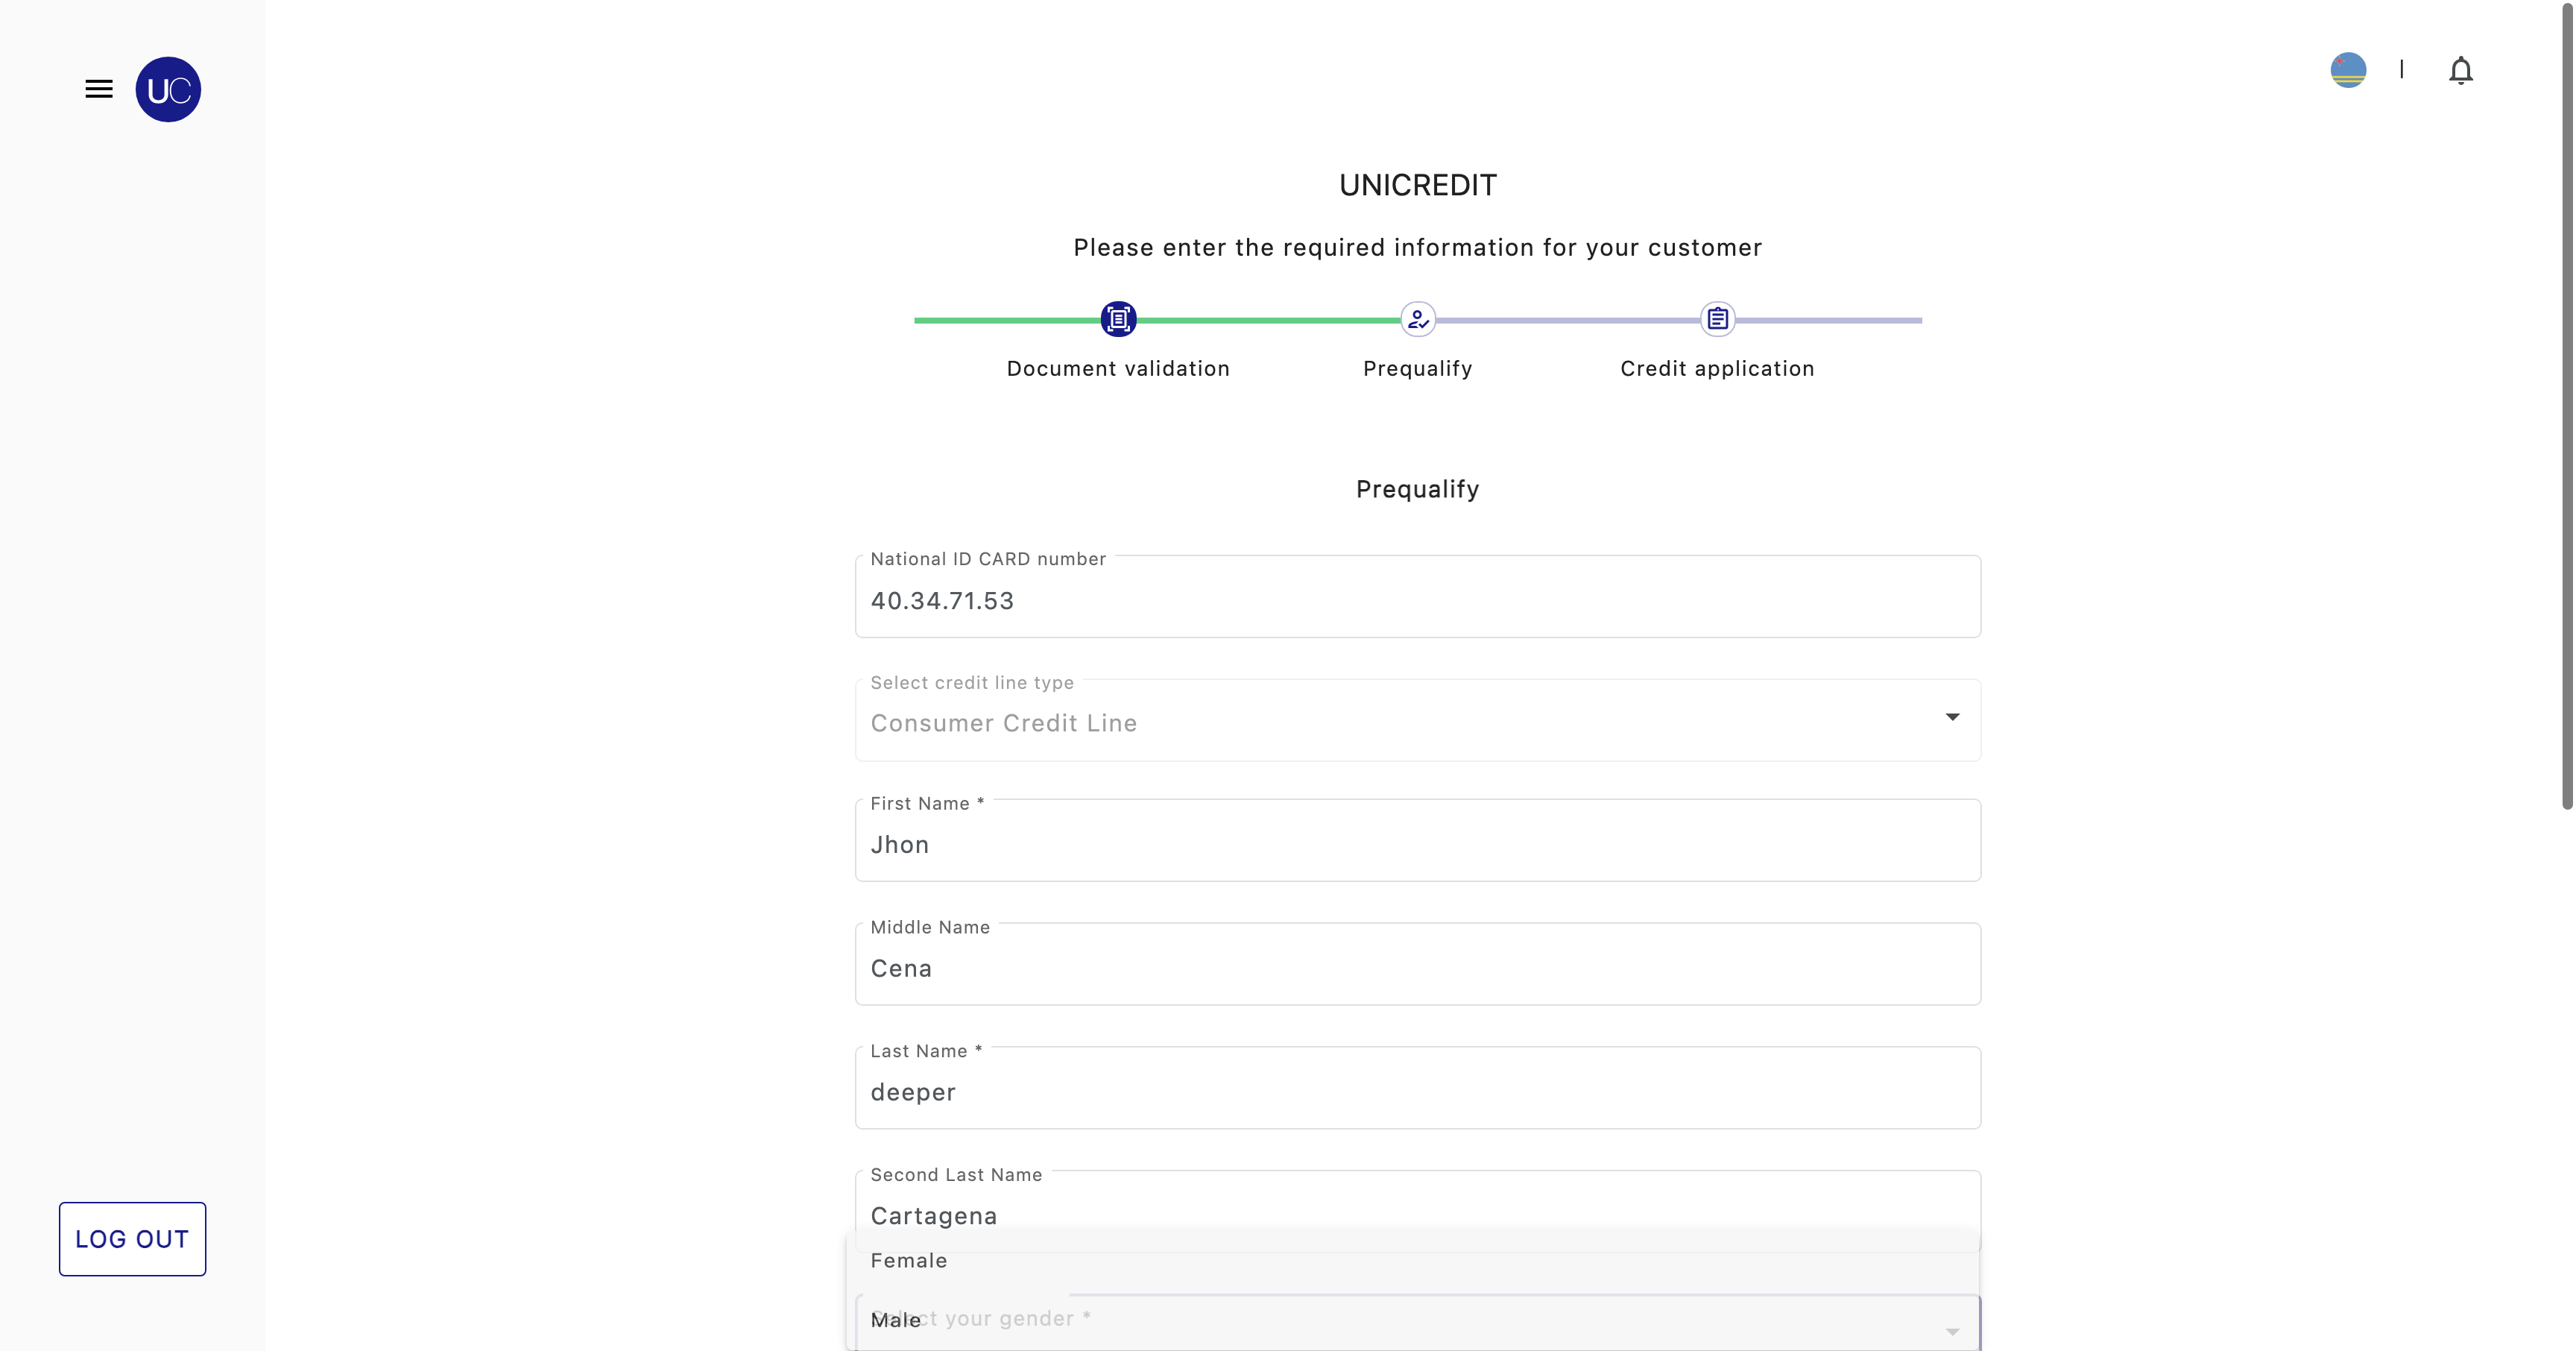 UC
UNICREDIT
Please enter the required information for your customer
Document validation
Prequalify
Credit application
Prequalify
National ID CARD number
40.34.71.53
Select credit line type
Consumer Credit Line
First Name *
Jhon
Middle Name
Cena
Last Name *
deeper
Second Last Name
Cartagena
Female
Male
Select your gender *
LOG OUT